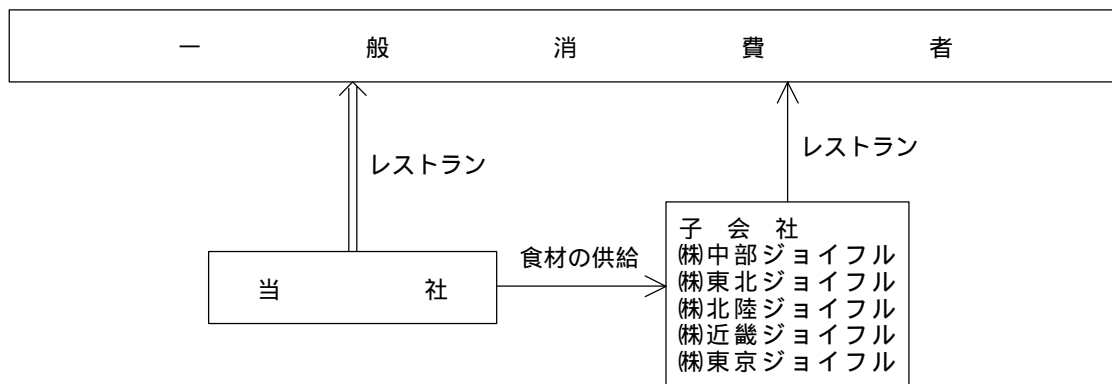 一般消費者
レストラン
レストラン
当社
食材の供給
子会社
㈱中部ジョイフル
㈱東北ジョイフル
㈱北陸ジョイフル
㈱近畿ジョイフル
㈱東京ジョイフル